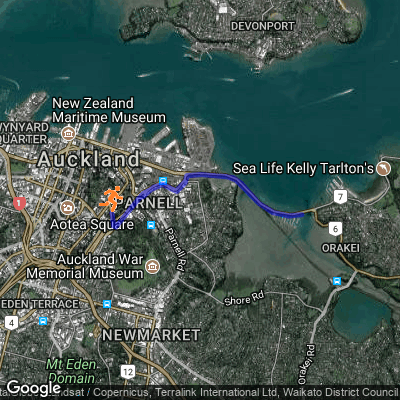 DEVONPORT
New Zealand
Maritime Museum
WYNYARD
QUARTER
Auckland
Sea Life Kelly Tarlton's
7
1
PARNELL
Aotea Square
6
ORAKEI
Parnell Rd
Auckland War
Memorial Museum
Shore Rd
EDEN TERRACE
4
NEWMARKET
Orakei Rd
Mt Eden
Domain
12
Google
Landsat / Copernicus, Terralink International Ltd, Waikato District Council